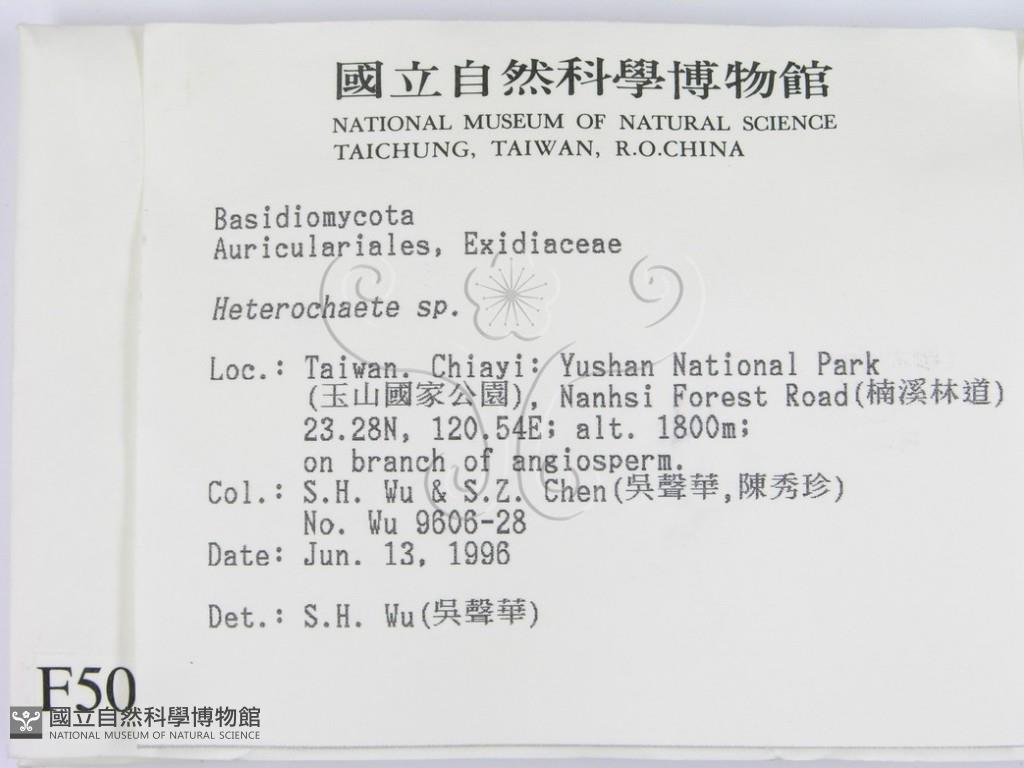 國立自然科學博物館
NATIONAL MUSEUM OF NATURAL SCIENCE
TAICHUNG, TAIWAN, R.O.CHINA
Basidiomycota
Auriculariales, Exidiaceae
Heterochaete sp.
Loc.: Taiwan. Chiayi: Yushan National Park
(玉山國家公園), Nanhsi Forest Road(楠溪林道)
23.28N, 120.54E; alt. 1800m;
on branch of angiosperm.
Col.: S.H. Wu & S.Z. Chen(吳聲華,陳秀珍)
No. Wu 9606-28
Date: Jun. 13, 1996
Det.: S.H. Wu(吳聲華)
F50
國立自然科學博物館
NATIONAL MUSEUM OF NATURAL SCIENCE